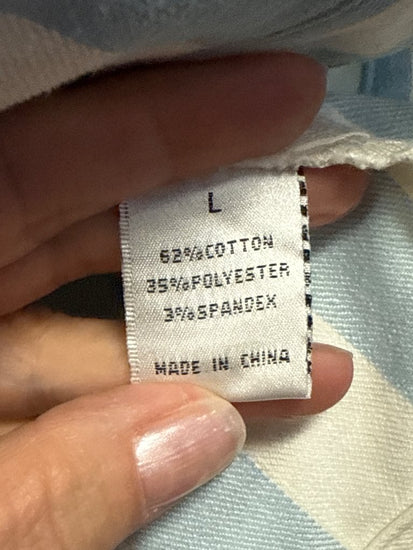 L
62%COTTON
35%POLYESTER
3%SPANDEX
MADE IN CHINA